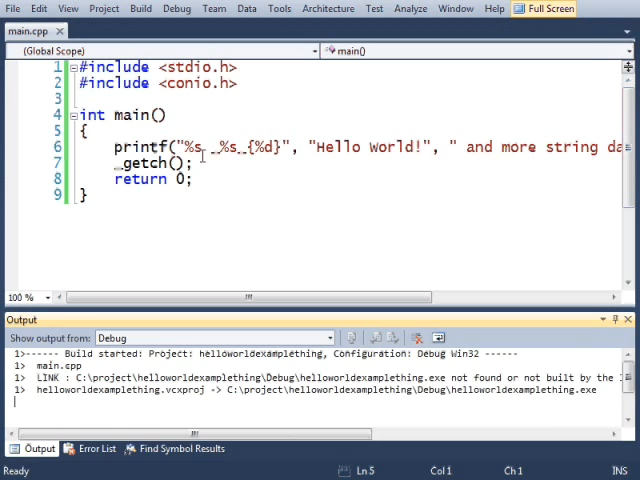 File Edit View Project Build Debug Team Data Tools Architecture Test Analyze Window Help Full Screen
main.cpp
(Global Scope) main()
1 #include <stdio.h>
2 #include <conio.h>
3
4 int main()
5 {
6 printf("%s__%s_{%d}", "Hello World!", " and more string da
7 _getch();
8 return 0;
9 }
100 %
Output
Show output from: Debug
1>------ Build started: Project: helloworldexamplething, Configuration: Debug Win32 ------
1> main.cpp
1> LINK : C:\project\helloworldexamplething\Debug\helloworldexamplething.exe not found or not built by the
1> helloworldexamplething.vcxproj -> C:\project\helloworldexamplething\Debug\helloworldexamplething.exe
Output Error List Find Symbol Results
Ready Ln 5 Col 1 Ch 1 INS